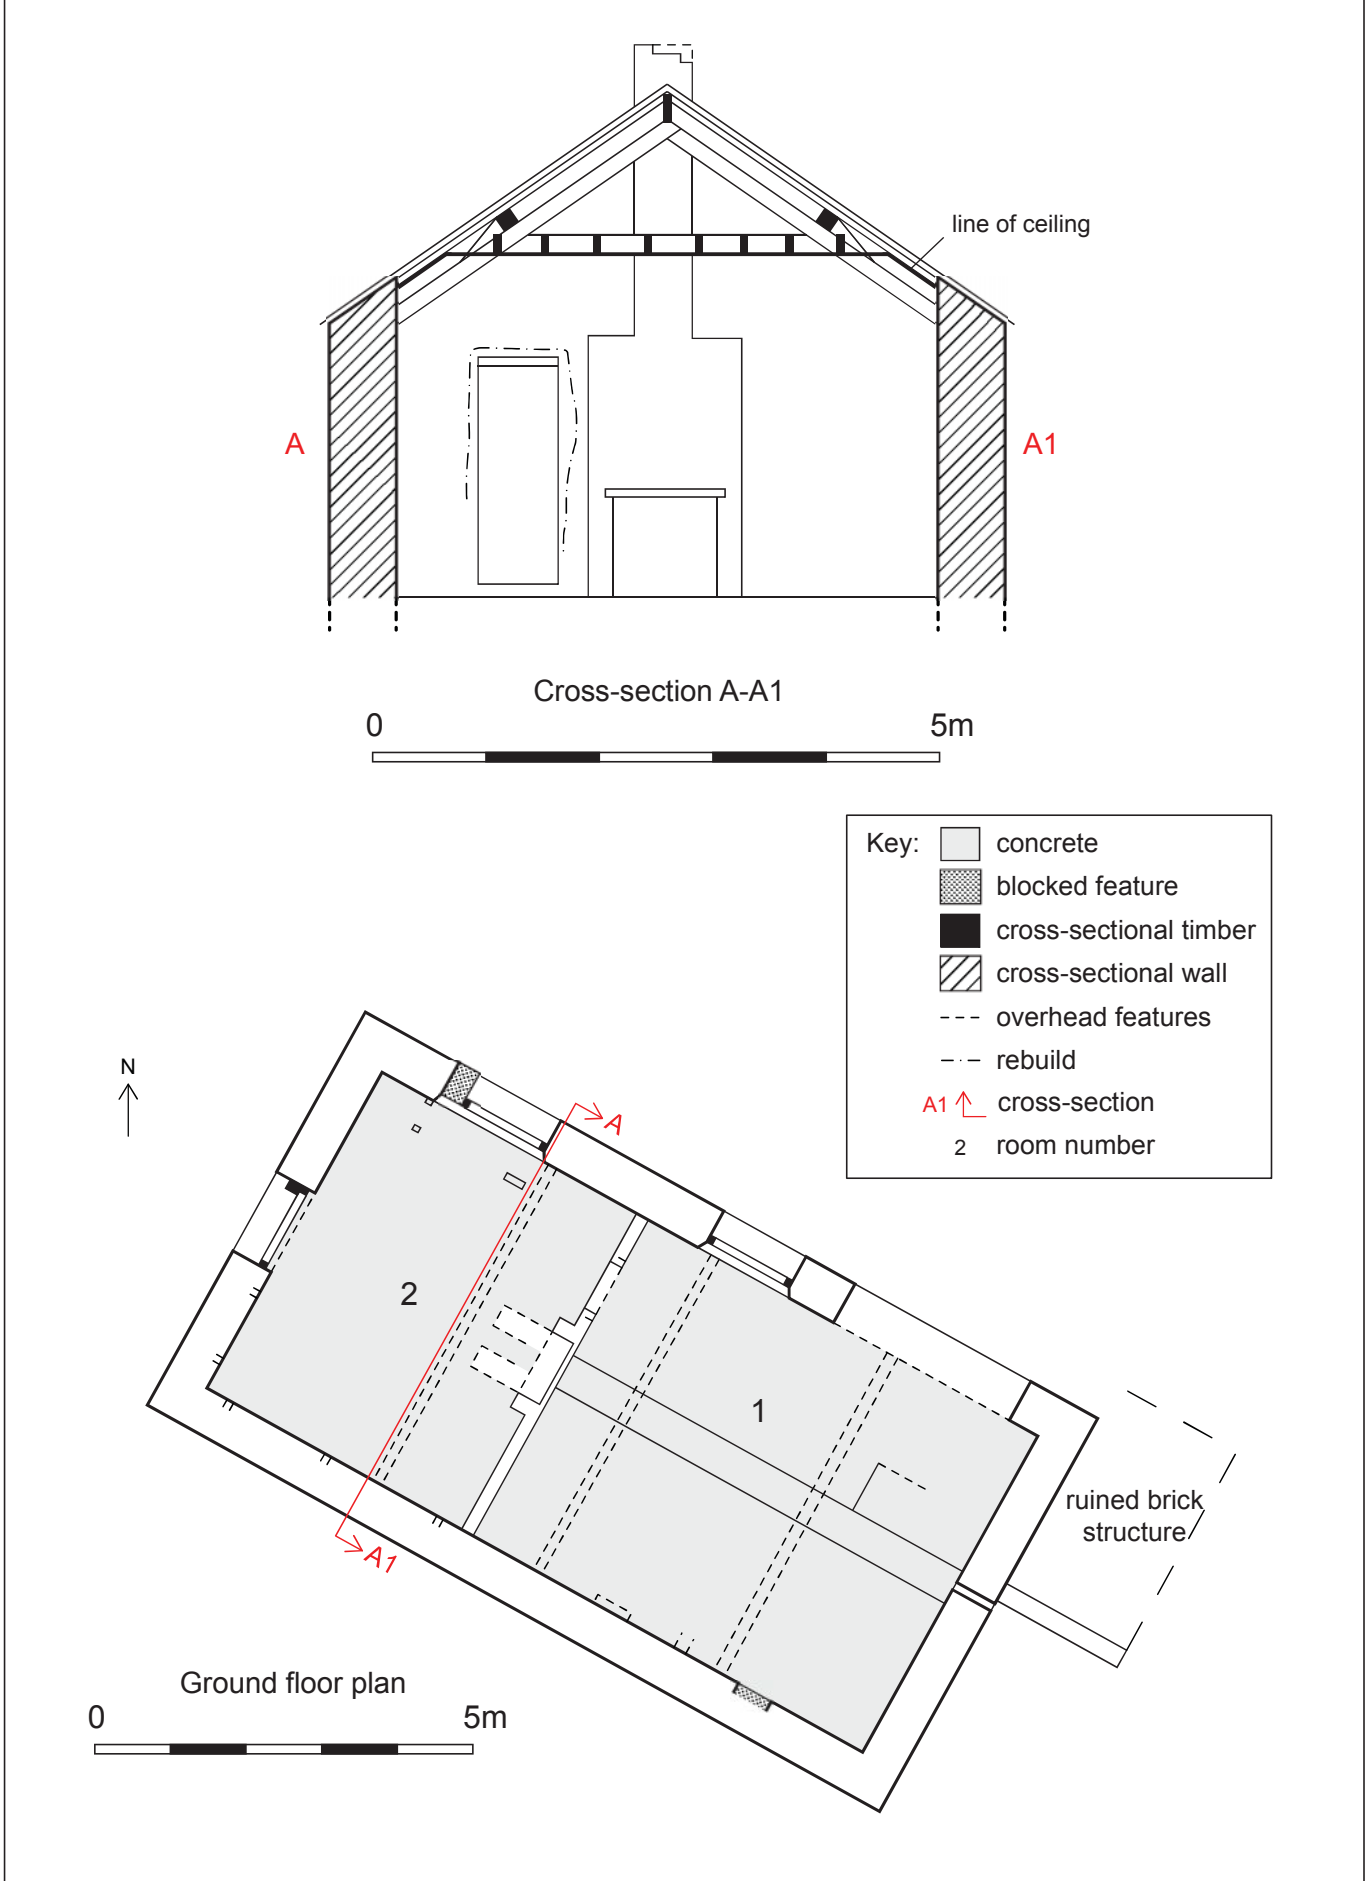 line of ceiling
A
A1
Cross-section A-A1
0 5m
Key:
concrete
blocked feature
cross-sectional timber
cross-sectional wall
overhead features
rebuild
A1 cross-section
2 room number
N
A
2
1
ruined brick
structure
A1
Ground floor plan
0 5m